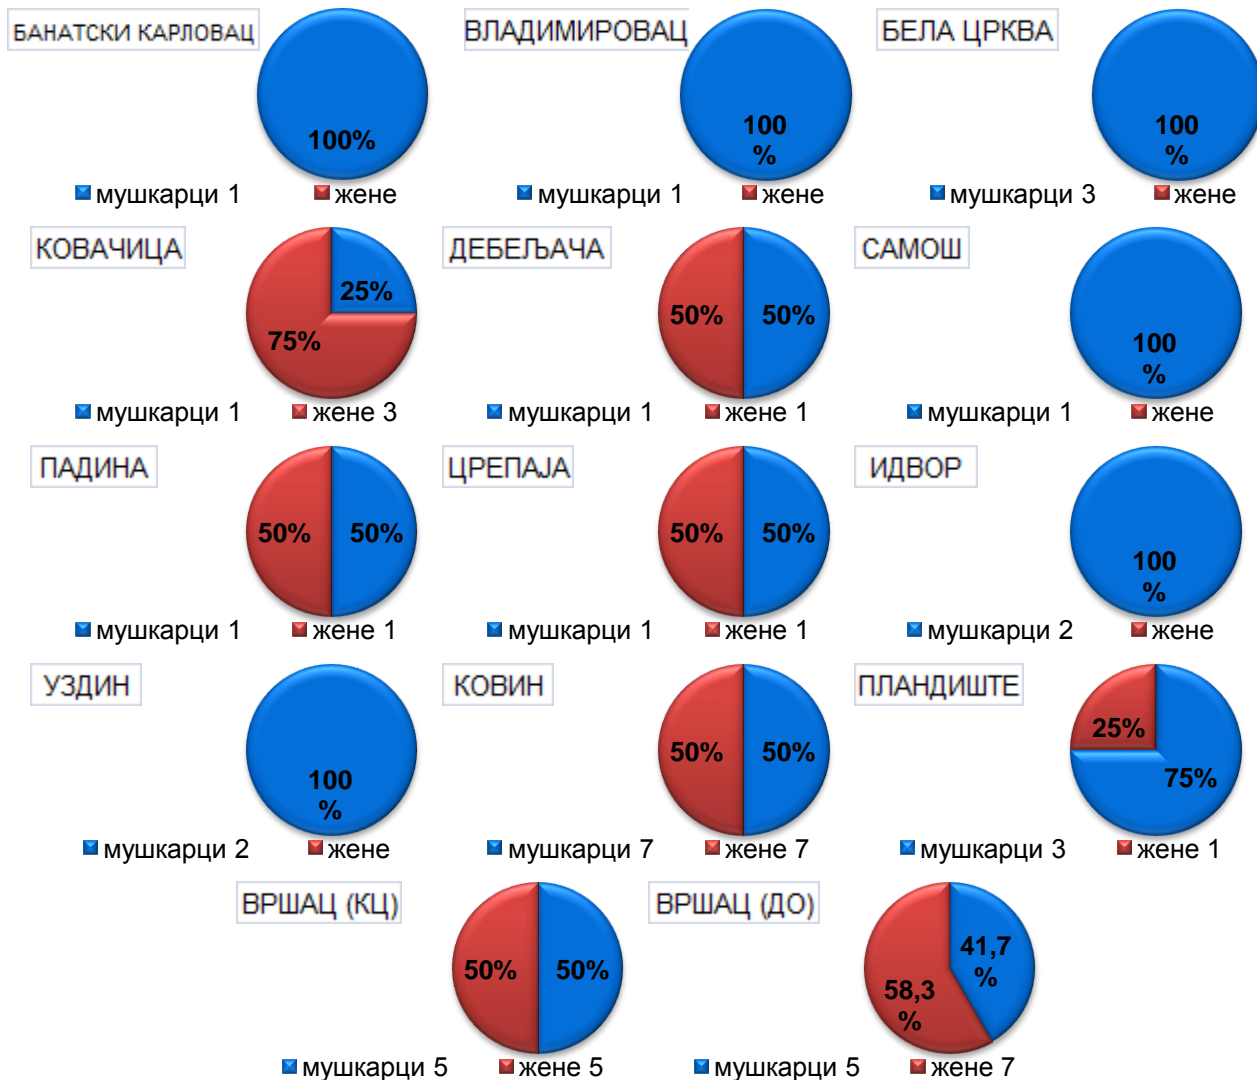 БАНАТСКИ КАРЛОВАЦ
100%
мушкарци 1 жене
ВЛАДИМИРОВАЦ
100
%
мушкарци 1 жене
БЕЛА ЦРКВА
100
%
мушкарци 3 жене
КОВАЧИЦА
25%
75%
мушкарци 1 жене 3
ДЕБЕЉАЧА
50% 50%
мушкарци 1 жене 1
САМОШ
100
%
мушкарци 1 жене
ПАДИНА
50% 50%
мушкарци 1 жене 1
ЦРЕПАЈА
50% 50%
мушкарци 1 жене 1
ИДВОР
100
%
мушкарци 2 жене
УЗДИН
100
%
мушкарци 2 жене
КОВИН
50% 50%
мушкарци 7 жене 7
ПЛАНДИШТЕ
25%
75%
мушкарци 3 жене 1
ВРШАЦ (КЦ)
50% 50%
мушкарци 5 жене 5
ВРШАЦ (ДО)
41,7
%
58,3
%
мушкарци 5 жене 7